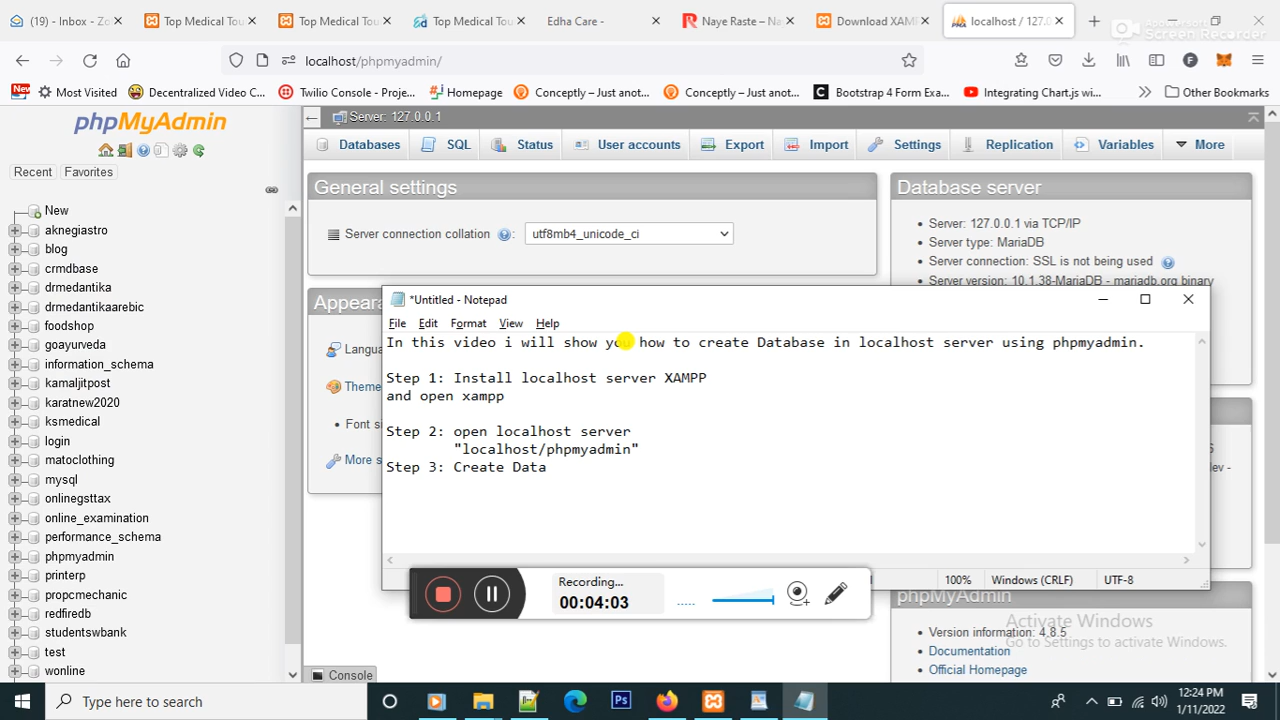 (19) - Inbox - Zo
Top Medical Tou
Top Medical Tou
Top Medical Tou
Edha Care -
Naye Raste – Na
Download XAM
localhost / 127.0
Screen Recorder
localhost/phpmyadmin/
Most Visited
Decentralized Video C...
Twilio Console - Proje...
Homepage
Conceptly – Just anot...
Conceptly – Just anot...
Bootstrap 4 Form Exa...
Integrating Chart.js wi...
Other Bookmarks
phpMyAdmin
Recent
Favorites
New
aknegiastro
blog
crmdbase
drmedantika
drmedantikaarebic
foodshop
goayurveda
information_schema
kamaljitpost
karatnew2020
ksmedical
login
matoclothing
mysql
onlinegsttax
online_examination
performance_schema
phpmyadmin
printerp
propcmechanic
redfiredb
studentswbank
test
wonline
Server: 127.0.0.1
Databases
SQL
Status
User accounts
Export
Import
Settings
Replication
Variables
More
General settings
Server connection collation
:
utf8mb4_unicode_ci
Database server
Server: 127.0.0.1 via TCP/IP
Server type: MariaDB
Server connection: SSL is not being used
Server version: 10.1.38-MariaDB - mariadb.org binary
Appeara
Langua
Theme
Font si
More s
*Untitled - Notepad
File
Edit
Format
View
Help
In this video i will show you how to create Database in localhost server using phpmyadmin.
Step 1: Install localhost server XAMPP
and open xampp
Step 2: open localhost server
"localhost/phpmyadmin"
Step 3: Create Data
100%
Windows (CRLF)
UTF-8
Recording...
00:04:03
phpMyAdmin
Version information: 4.8.5
Documentation
Official Homepage
Activate Windows
Go to Settings to activate Windows.
Console
Type here to search
12:24 PM
1/11/2022